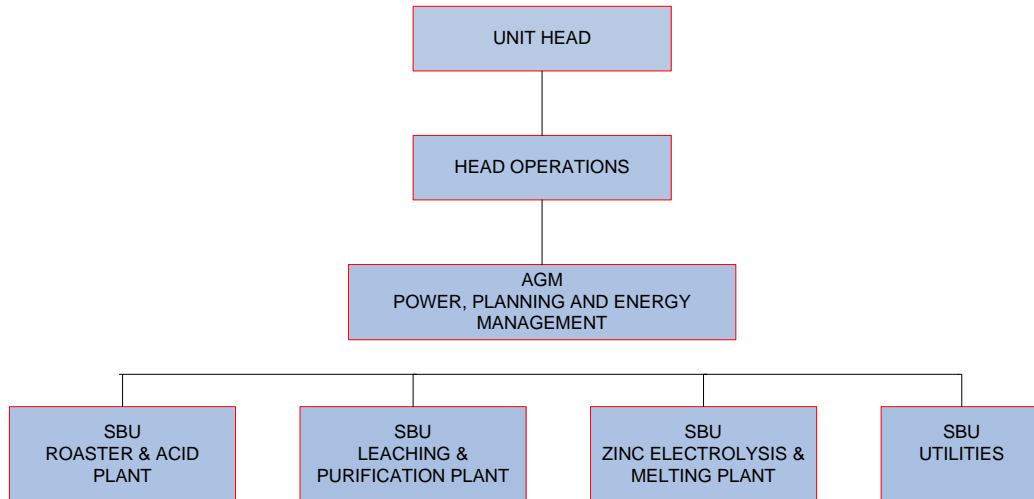 UNIT HEAD
HEAD OPERATIONS
AGM
POWER, PLANNING AND ENERGY
MANAGEMENT
SBU
ROASTER & ACID
PLANT
SBU
LEACHING &
PURIFICATION PLANT
SBU
ZINC ELECTROLYSIS &
MELTING PLANT
SBU
UTILITIES